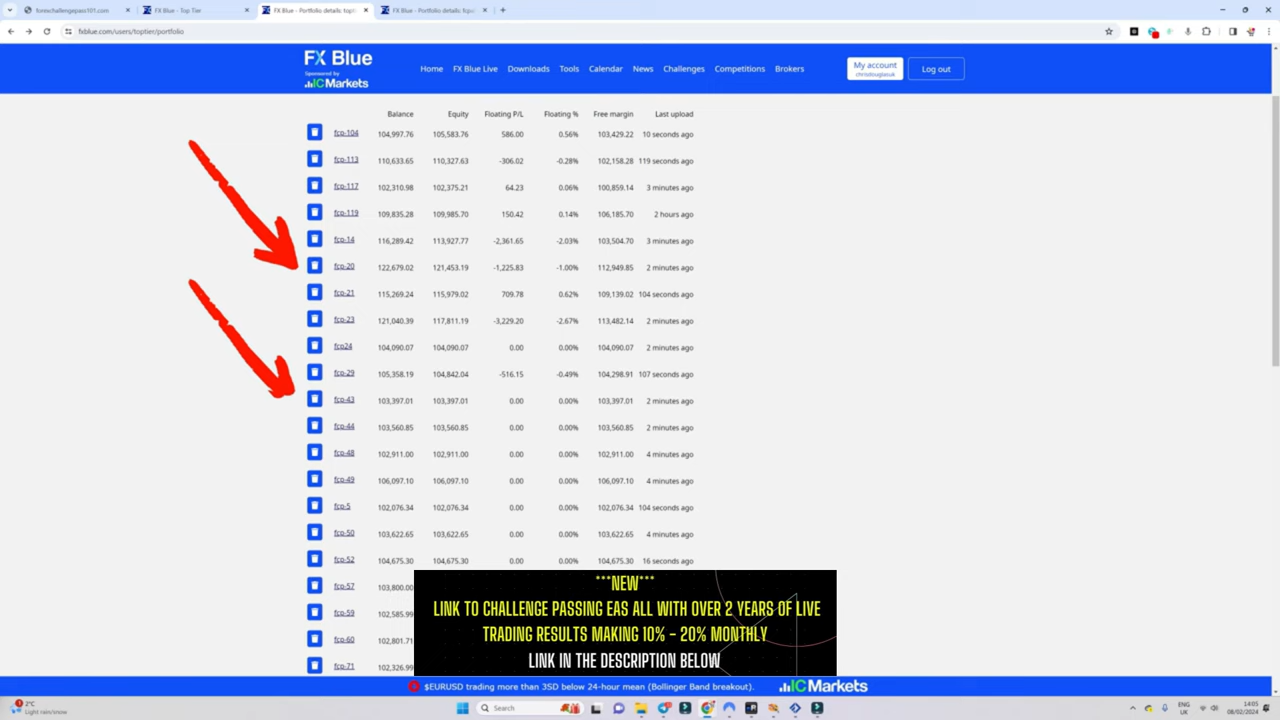 forexchallengepass101.com
FX Blue - Top Tier
FX Blue - Portfolio details: topti
FX Blue - Portfolio details: fcpa
fxblue.com/users/toptier/portfolio
FX Blue
Sponsored by
ICMarkets
Home FX Blue Live Downloads Tools Calendar News Challenges Competitions Brokers
My account
chrisdouglasuk
Log out
Balance Equity Floating P/L Floating % Free margin Last upload
fcp-104 104,997.76 105,583.76 586.00 0.56% 103,429.22 10 seconds ago
fcp-113 110,633.65 110,327.63 -306.02 -0.28% 102,158.28 119 seconds ago
fcp-117 102,310.98 102,375.21 64.23 0.06% 100,859.14 3 minutes ago
fcp-119 109,835.28 109,985.70 150.42 0.14% 106,185.70 2 hours ago
fcp-14 116,289.42 113,927.77 -2,361.65 -2.03% 103,504.70 3 minutes ago
fcp-20 122,679.02 121,453.19 -1,225.83 -1.00% 112,949.85 2 minutes ago
fcp-21 115,269.24 115,979.02 709.78 0.62% 109,139.02 104 seconds ago
fcp-23 121,040.39 117,811.19 -3,229.20 -2.67% 113,482.14 2 minutes ago
fcp24 104,090.07 104,090.07 0.00 0.00% 104,090.07 2 minutes ago
fcp-29 105,358.19 104,842.04 -516.15 -0.49% 104,298.91 107 seconds ago
fcp-43 103,397.01 103,397.01 0.00 0.00% 103,397.01 2 minutes ago
fcp-44 103,560.85 103,560.85 0.00 0.00% 103,560.85 2 minutes ago
fcp-48 102,911.00 102,911.00 0.00 0.00% 102,911.00 4 minutes ago
fcp-49 106,097.10 106,097.10 0.00 0.00% 106,097.10 4 minutes ago
fcp-5 102,076.34 102,076.34 0.00 0.00% 102,076.34 104 seconds ago
fcp-50 103,622.65 103,622.65 0.00 0.00% 103,622.65 4 minutes ago
fcp-52 104,675.30 104,675.30 0.00 0.00% 104,675.30 16 seconds ago
fcp-57 103,800.00
fcp-59 102,585.99
fcp-60 102,801.71
fcp-71 102,326.99
***NEW***
LINK TO CHALLENGE PASSING EAS ALL WITH OVER 2 YEARS OF LIVE
TRADING RESULTS MAKING 10% - 20% MONTHLY
LINK IN THE DESCRIPTION BELOW
$EURUSD trading more than 3SD below 24-hour mean (Bollinger Band breakout).
ICMarkets
2°C
Light rain/snow
Search
ENG
UK
14:05
08/02/2024